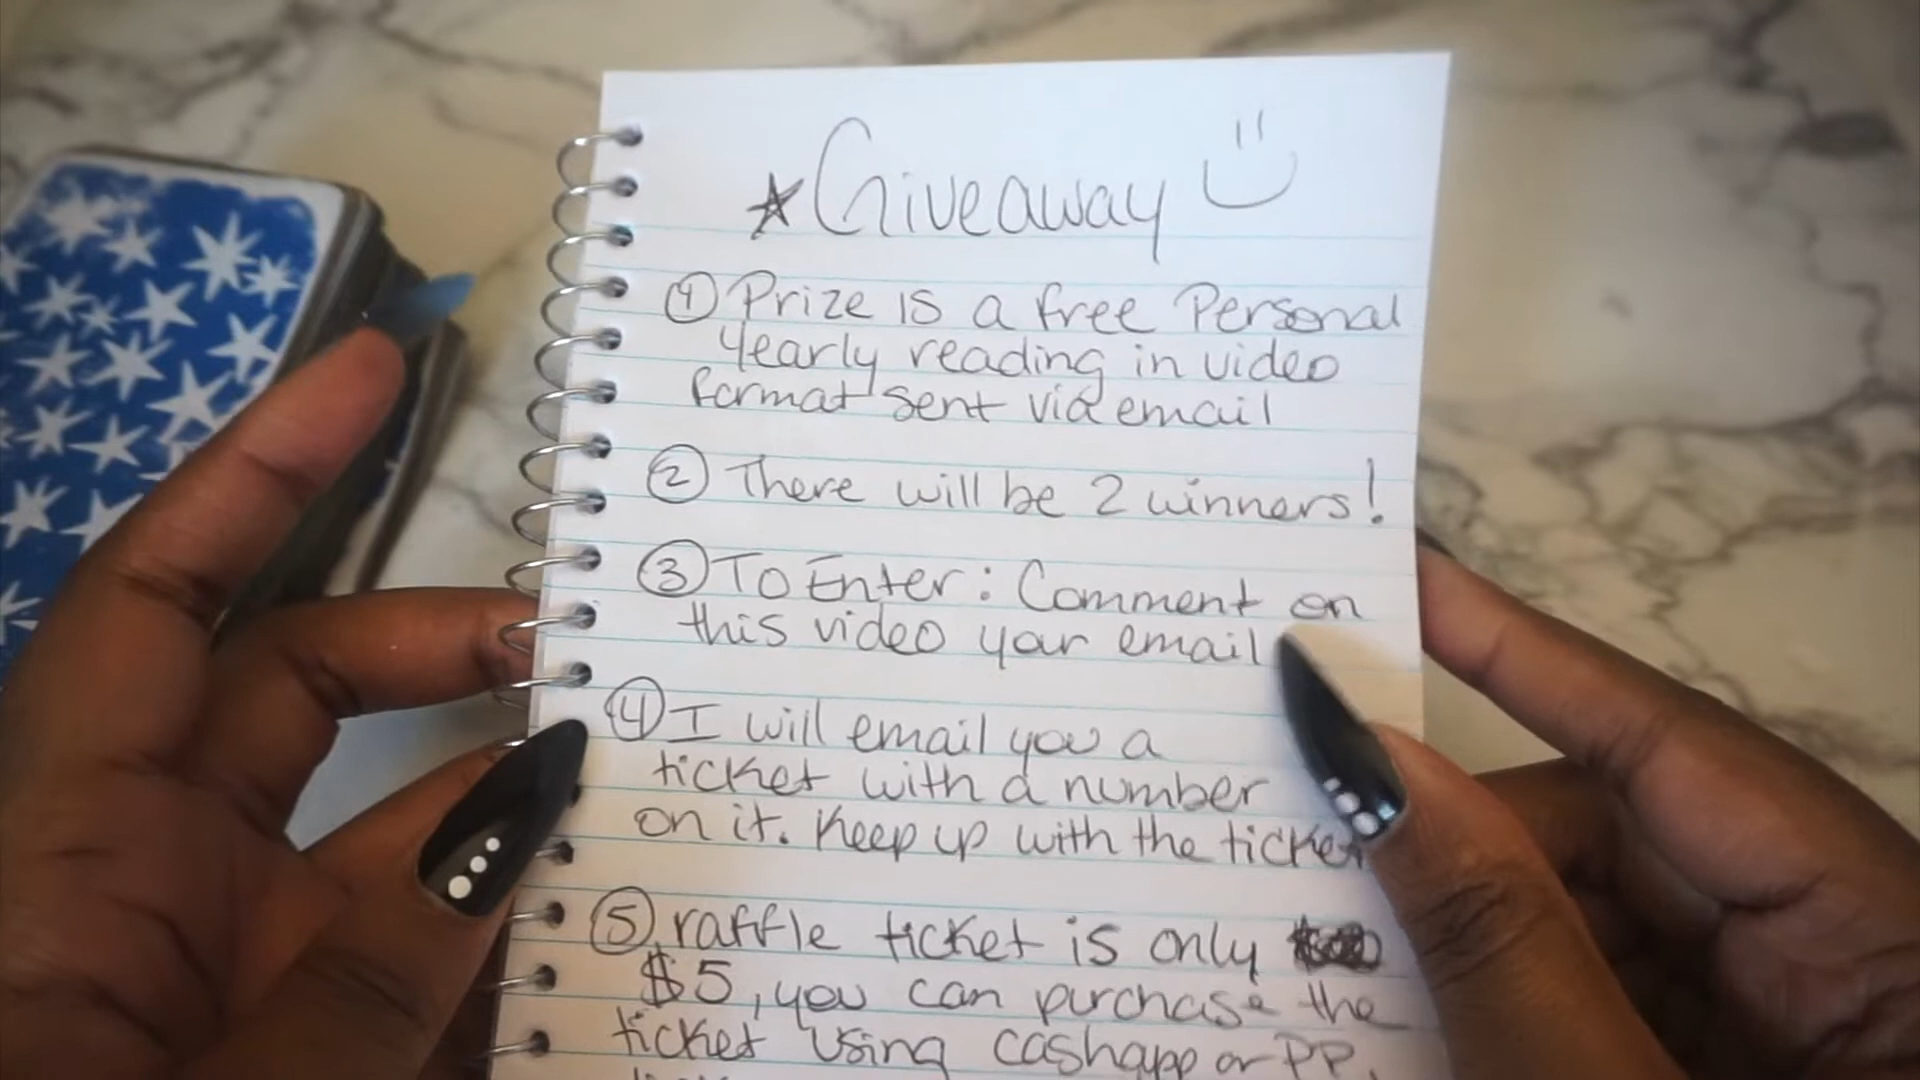 Giveaway
① Prize is a free Personal
yearly reading in video
format sent via email
② There will be 2 winners!
③ To Enter: Comment on
this video your email
④ I will email you a
ticket with a number
on it. Keep up with the ticket
⑤ raffle ticket is only
$5, you can purchase the
ticket using cashapp or PP.